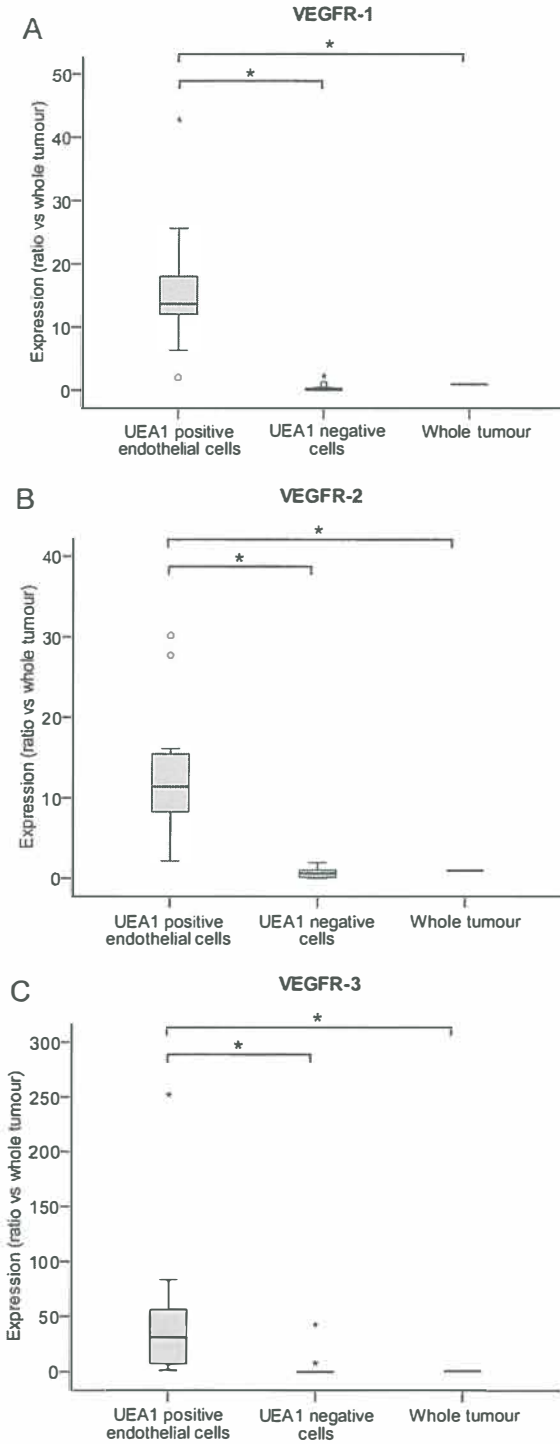 A
VEGFR-1
Expression (ratio vs whole tumour)
50
40
30
20
10
0
*
*
UEA1 positive
endothelial cells
UEA1 negative
cells
Whole tumour
B
VEGFR-2
Expression (ratio vs whole tumour)
40
30
20
10
0
*
*
UEA1 positive
endothelial cells
UEA1 negative
cells
Whole tumour
C
VEGFR-3
Expression (ratio vs whole tumour)
300
250
200
150
100
50
0
*
*
UEA1 positive
endothelial cells
UEA1 negative
cells
Whole tumour